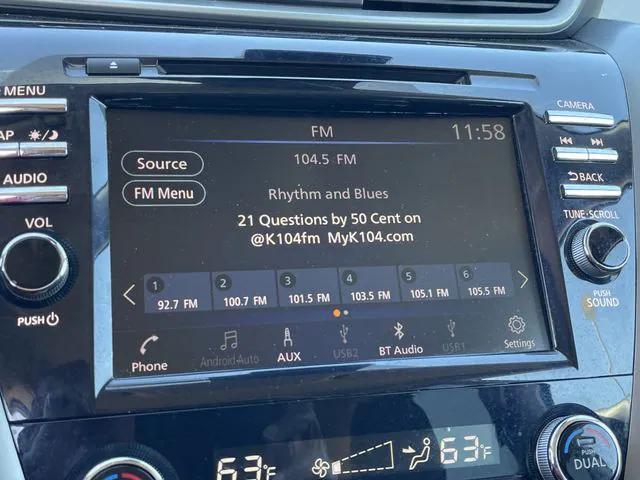 MENU
CAMERA
FM
11:58
AP
Source
104.5 FM
FM Menu
Rhythm and Blues
BACK
AUDIO
21 Questions by 50 Cent on
@K104fm MyK104.com
VOL
TUNE·SCROLL
1 2 3 4 5 6
92.7 FM 100.7 FM 101.5 FM 103.5 FM 105.1 FM 105.5 FM
PUSH
PUSH
SOUND
Phone Android Auto AUX USB2 BT Audio USB1 Settings
63°F
63°F
PUSH
DUAL